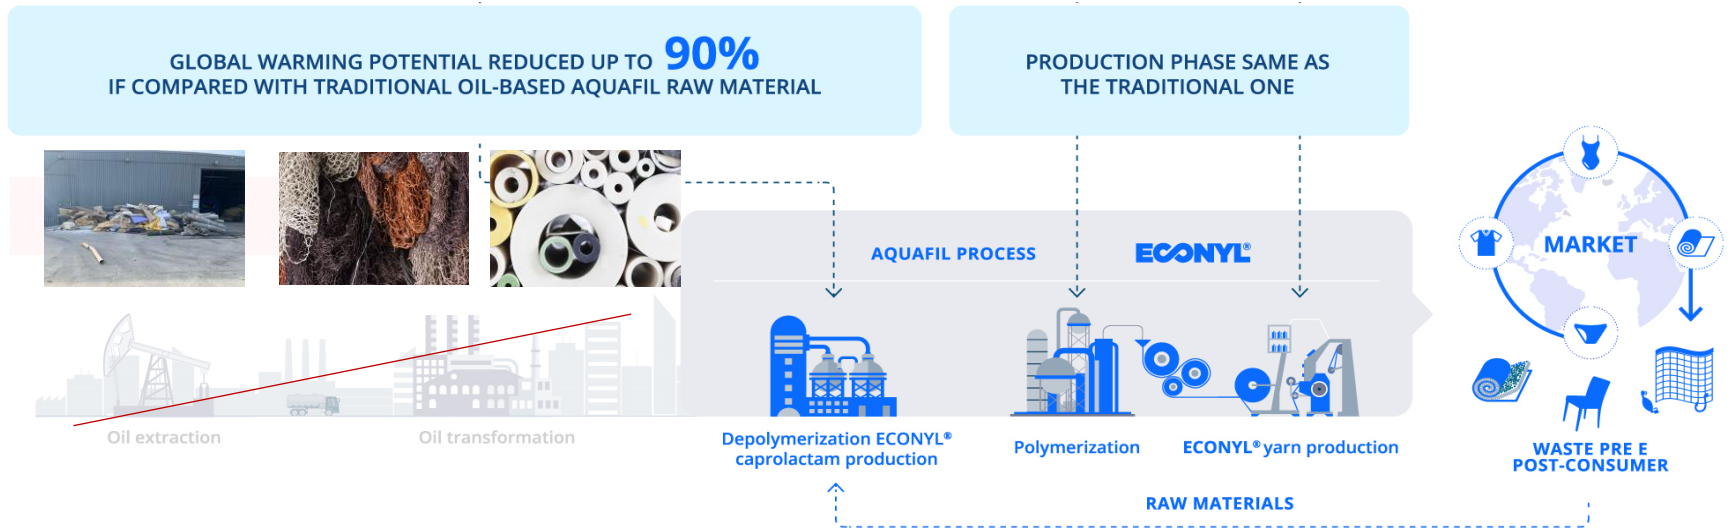 GLOBAL WARMING POTENTIAL REDUCED UP TO 90%
IF COMPARED WITH TRADITIONAL OIL-BASED AQUAFIL RAW MATERIAL
PRODUCTION PHASE SAME AS
THE TRADITIONAL ONE
AQUAFIL PROCESS
ECONYL®
MARKET
Oil extraction
Oil transformation
Depolymerization ECONYL®
caprolactam production
Polymerization
ECONYL® yarn production
WASTE PRE E
POST-CONSUMER
RAW MATERIALS